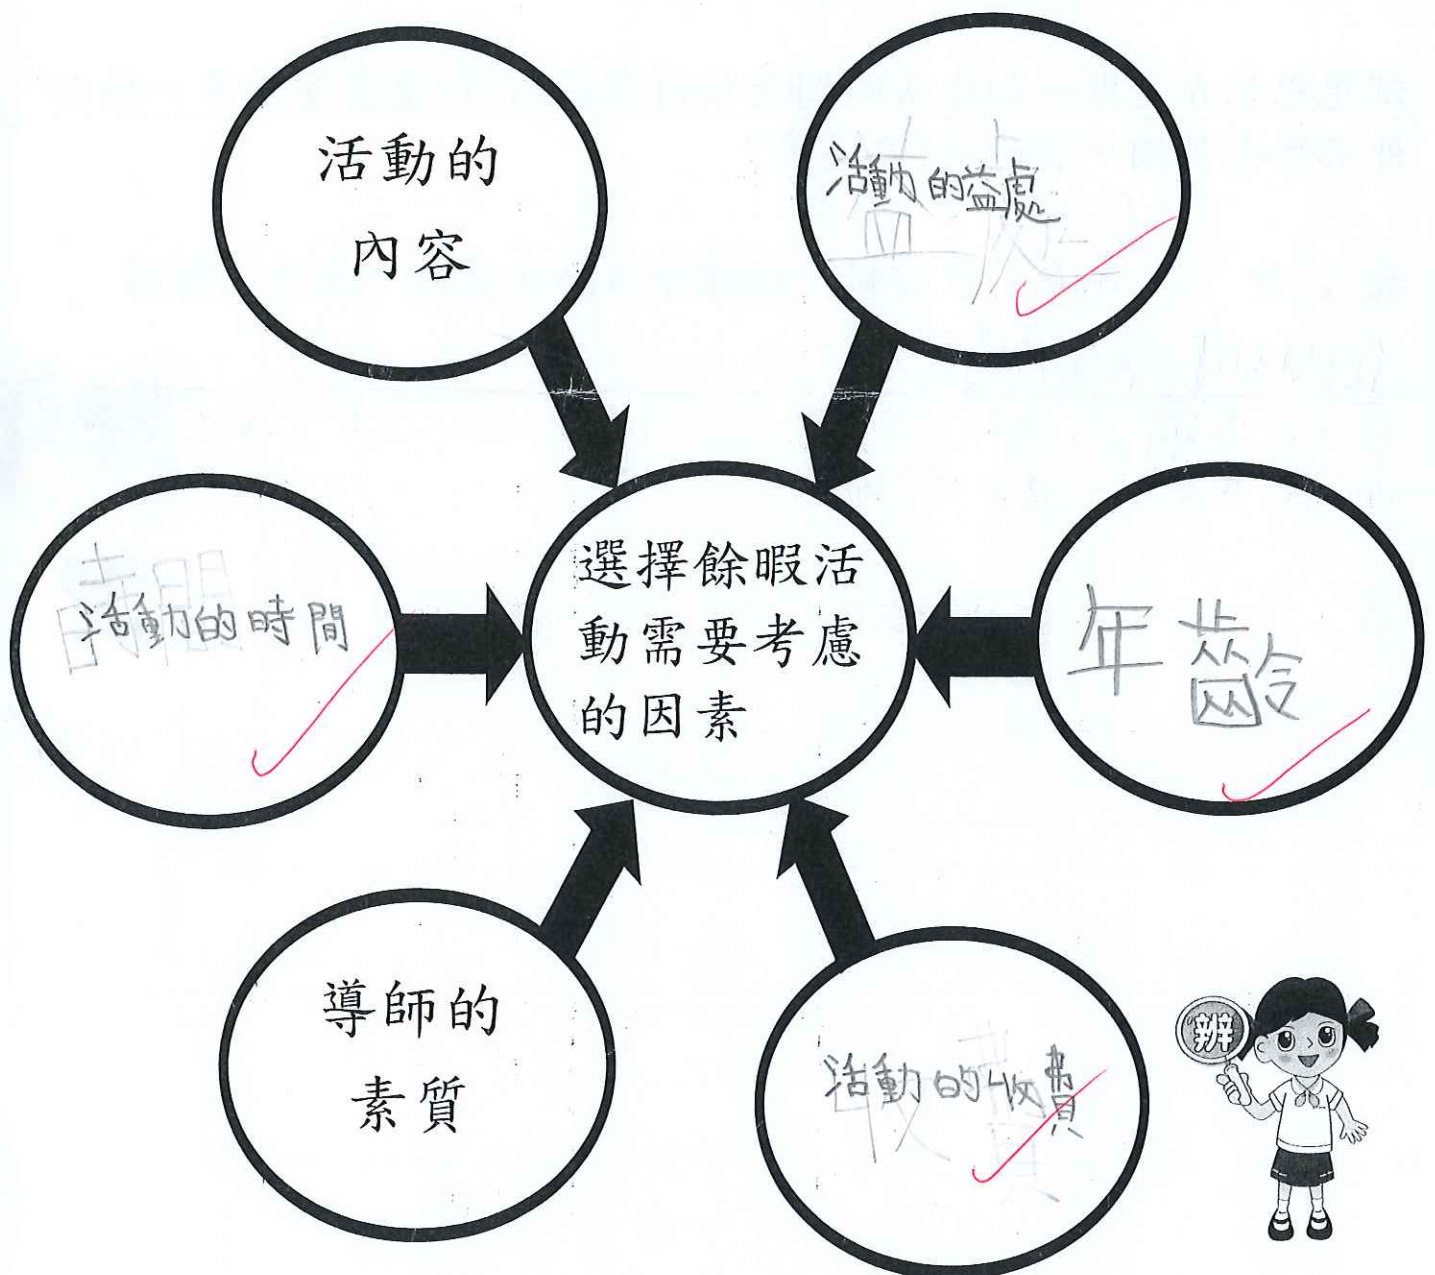 活動的
內容
活動的益處
活動的時間
選擇餘暇活
動需要考慮
的因素
年齡
導師的
素質
活動的收費
辨